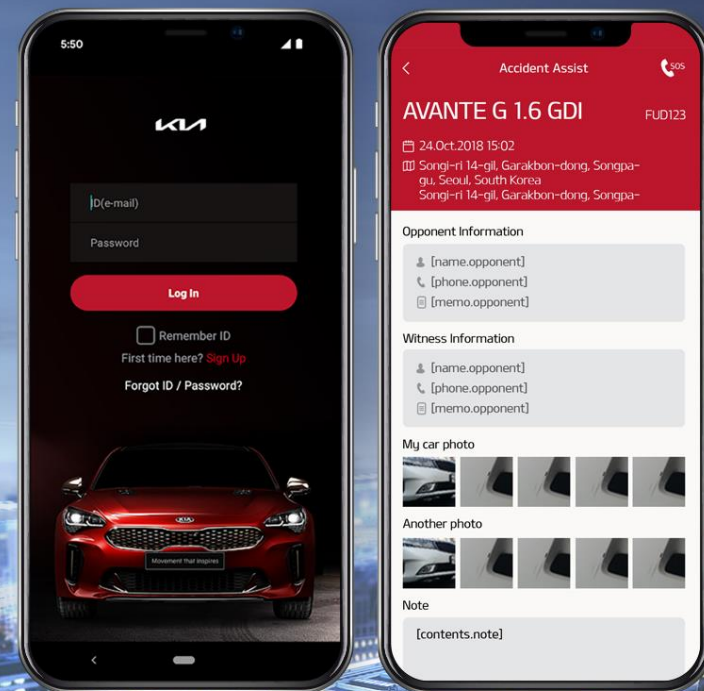 5:50
KIA
ID(e-mail)
Password
Log In
Remember ID
First time here? Sign Up
Forgot ID / Password?
KIA
Movement that inspires
Accident Assist
SOS
AVANTE G 1.6 GDI
FUD123
24.Oct.2018 15:02
Songi-ri 14-gil, Garakbon-dong, Songpa-
gu, Seoul, South Korea
Songi-ri 14-gil, Garakbon-dong, Songpa-
Opponent Information
[name.opponent]
[phone.opponent]
[memo.opponent]
Witness Information
[name.opponent]
[phone.opponent]
[memo.opponent]
My car photo
Another photo
Note
[contents.note]